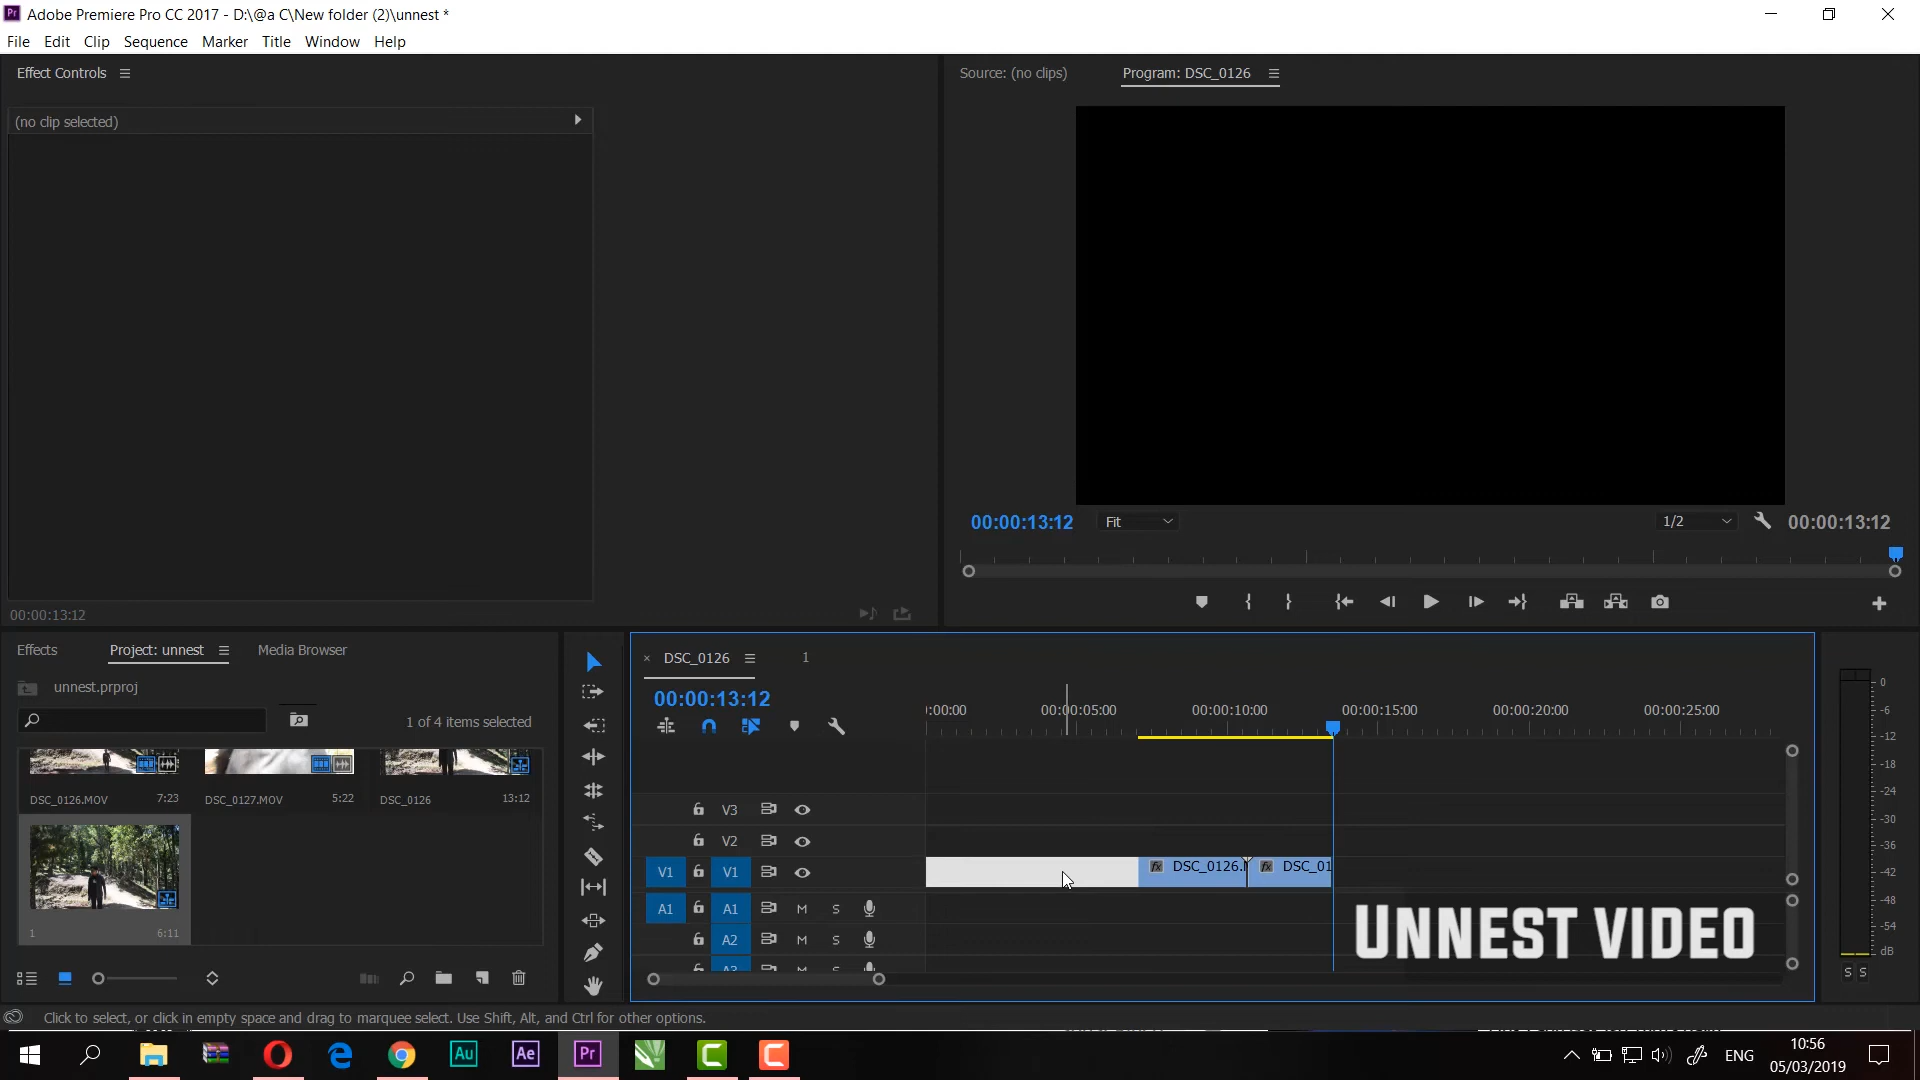 Pr Adobe Premiere Pro CC 2017 - D:\@a C\New folder (2)\unnest *
File Edit Clip Sequence Marker Title Window Help
Effect Controls
Source: (no clips) Program: DSC_0126
(no clip selected)
00:00:13:12 Fit 1/2 00:00:13:12
00:00:13:12
Effects Project: unnest Media Browser
DSC_0126 1
unnest.prproj
00:00:13:12
1 of 4 items selected
:00:00 00:00:05:00 00:00:10:00 00:00:15:00 00:00:20:00 00:00:25:00
DSC_0126.MOV 7:23 DSC_0127.MOV 5:22 DSC_0126 13:12
1 6:11
V3
V2
V1 V1 fx DSC_0126. fx DSC_01
A1 A1 M S
A2 M S
A3 M S
UNNEST VIDEO
0
-6
-12
-18
-24
-30
-36
-42
-48
-54
dB
S S
Click to select, or click in empty space and drag to marquee select. Use Shift, Alt, and Ctrl for other options.
Au Ae Pr
ENG
10:56
05/03/2019